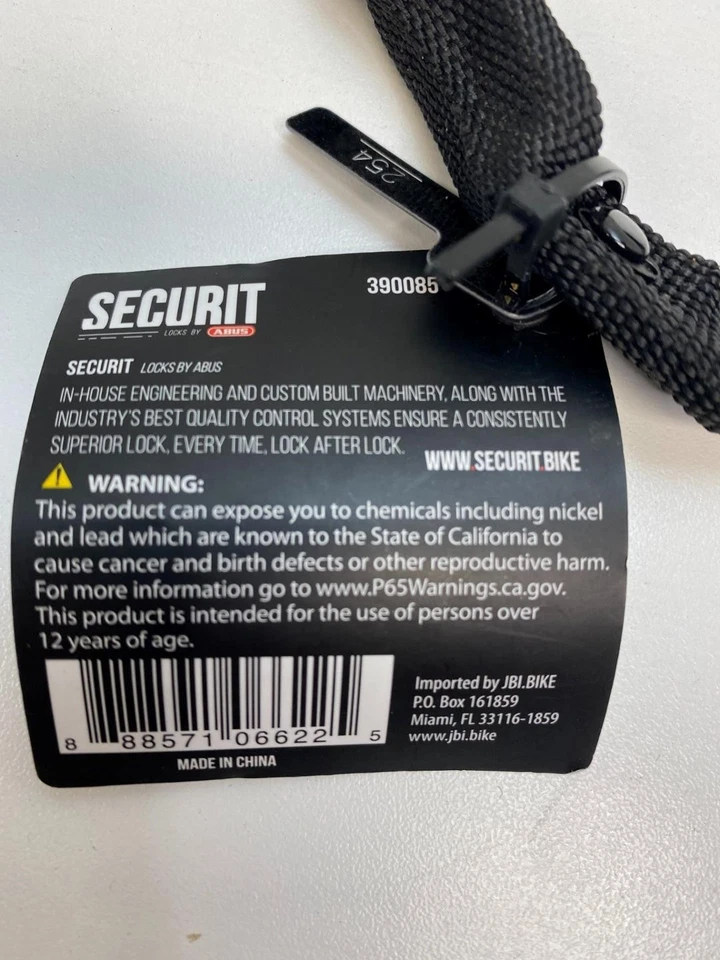 254
390085
SECURIT
LOCKS BY ABUS
SECURIT LOCKS BY ABUS
IN-HOUSE ENGINEERING AND CUSTOM BUILT MACHINERY, ALONG WITH THE
INDUSTRY'S BEST QUALITY CONTROL SYSTEMS ENSURE A CONSISTENTLY
SUPERIOR LOCK, EVERY TIME, LOCK AFTER LOCK.
WWW.SECURIT.BIKE
WARNING:
This product can expose you to chemicals including nickel
and lead which are known to the State of California to
cause cancer and birth defects or other reproductive harm.
For more information go to www.P65Warnings.ca.gov.
This product is intended for the use of persons over
12 years of age.
8 88571 06622 5
MADE IN CHINA
Imported by JBI.BIKE
P.O. Box 161859
Miami, FL 33116-1859
www.jbi.bike